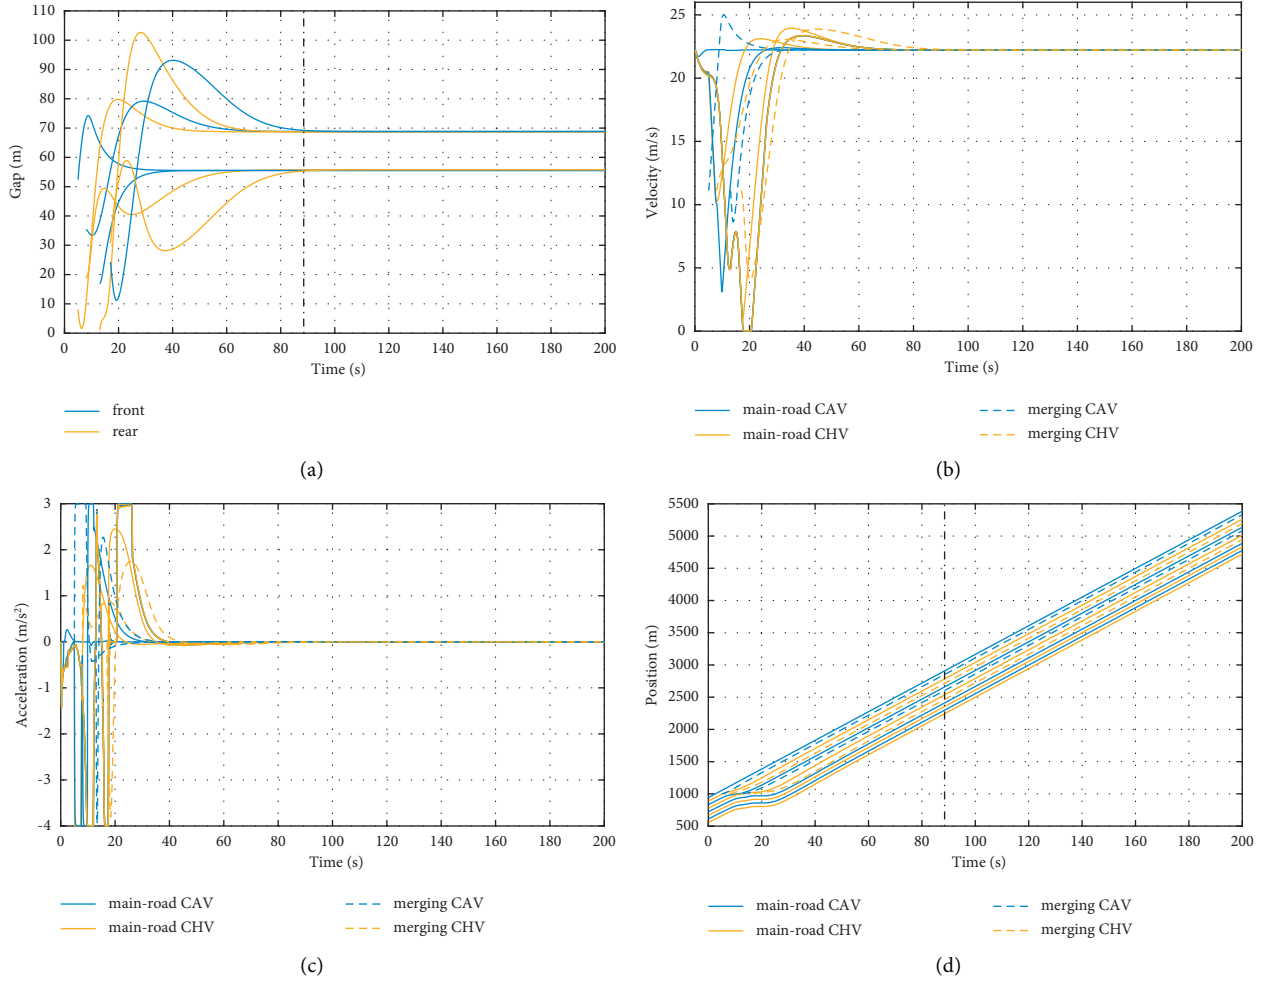 110
100
90
80
70
60
50
40
30
20
10
0
Gap (m)
0 20 40 60 80 100 120 140 160 180 200
Time (s)
front
rear
(a)
25
20
15
10
5
0
Velocity (m/s)
0 20 40 60 80 100 120 140 160 180 200
Time (s)
main-road CAV merging CAV
main-road CHV merging CHV
(b)
3
2
1
0
-1
-2
-3
-4
Acceleration (m/s²)
0 20 40 60 80 100 120 140 160 180 200
Time (s)
main-road CAV merging CAV
main-road CHV merging CHV
(c)
5500
5000
4500
4000
3500
3000
2500
2000
1500
1000
500
Position (m)
0 20 40 60 80 100 120 140 160 180 200
Time (s)
main-road CAV merging CAV
main-road CHV merging CHV
(d)